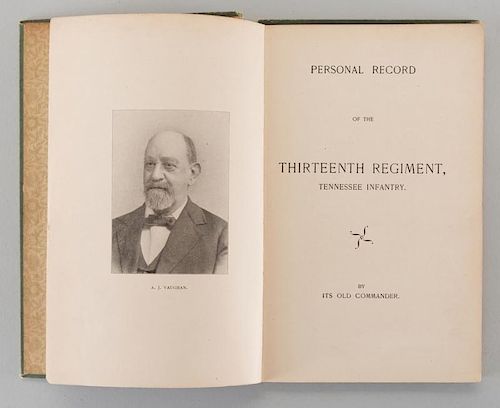 A. J. VAUGHAN.
PERSONAL RECORD
OF THE
THIRTEENTH REGIMENT,
TENNESSEE INFANTRY.
BY
ITS OLD COMMANDER.